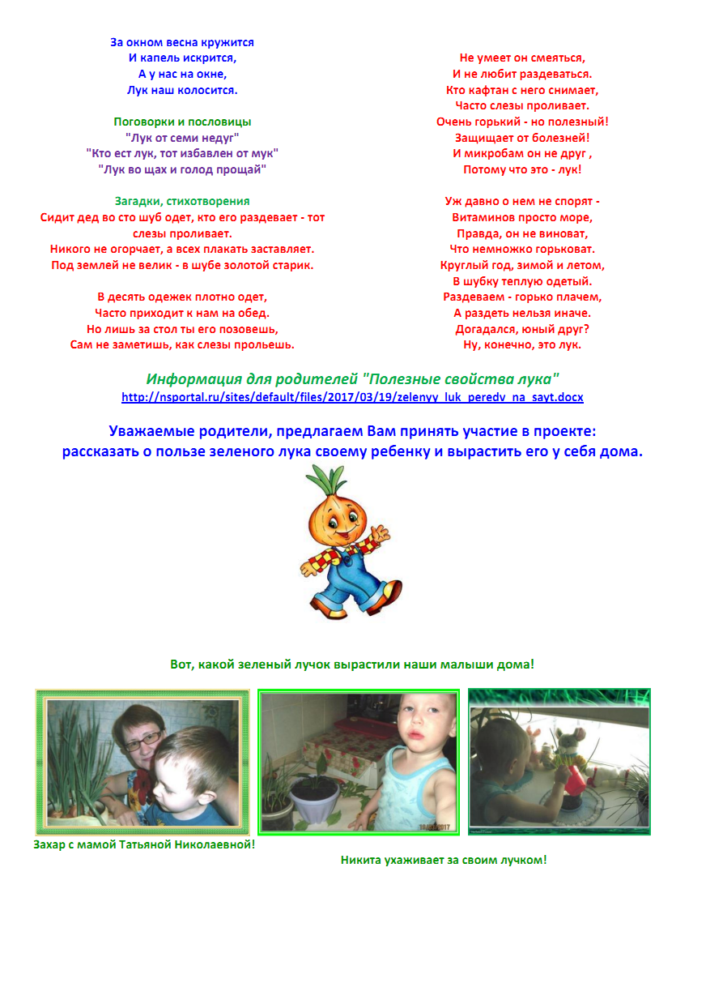 За окном весна кружится
И капель искрится,
А у нас на окне,
Лук наш колосится.
Поговорки и пословицы
"Лук от семи недуг"
"Кто ест лук, тот избавлен от мук"
"Лук во щах и голод прощай"
Загадки, стихотворения
Сидит дед во сто шуб одет, кто его раздевает - тот
слезы проливает.
Никого не огорчает, а всех плакать заставляет.
Под землей не велик - в шубе золотой старик.
В десять одежек плотно одет,
Часто приходит к нам на обед.
Но лишь за стол ты его позовешь,
Сам не заметишь, как слезы прольешь.
Не умеет он смеяться,
И не любит раздеваться.
Кто кафтан с него снимает,
Часто слезы проливает.
Очень горький - но полезный!
Защищает от болезней!
И микробам он не друг ,
Потому что это - лук!
Уж давно о нем не спорят -
Витаминов просто море,
Правда, он не виноват,
Что немножко горьковат.
Круглый год, зимой и летом,
В шубку теплую одетый.
Раздеваем - горько плачем,
А раздеть нельзя иначе.
Догадался, юный друг?
Ну, конечно, это лук.
Информация для родителей "Полезные свойства лука"
http://nsportal.ru/sites/default/files/2017/03/19/zelenyy_luk_peredv_na_sayt.docx
Уважаемые родители, предлагаем Вам принять участие в проекте:
рассказать о пользе зеленого лука своему ребенку и вырастить его у себя дома.
Вот, какой зеленый лучок вырастили наши малыши дома!
Захар с мамой Татьяной Николаевной!
Никита ухаживает за своим лучком!